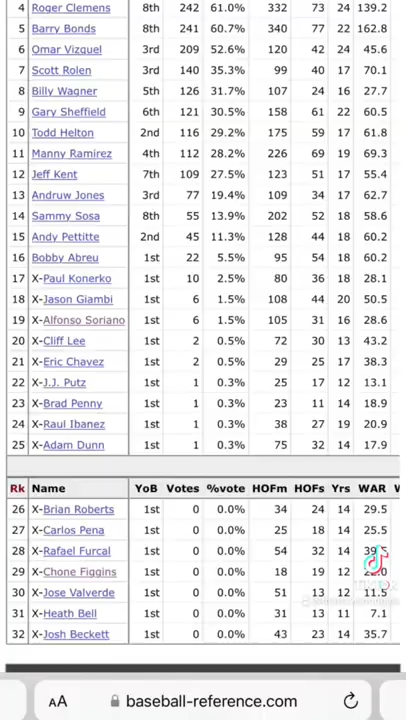 4 Roger Clemens 8th 242 61.0% 332 73 24 139.2
5 Barry Bonds 8th 241 60.7% 340 77 22 162.8
6 Omar Vizquel 3rd 209 52.6% 120 42 24 45.6
7 Scott Rolen 3rd 140 35.3% 99 40 17 70.1
8 Billy Wagner 5th 126 31.7% 107 24 16 27.7
9 Gary Sheffield 6th 121 30.5% 158 61 22 60.5
10 Todd Helton 2nd 116 29.2% 175 59 17 61.8
11 Manny Ramirez 4th 112 28.2% 226 69 19 69.3
12 Jeff Kent 7th 109 27.5% 123 51 17 55.4
13 Andruw Jones 3rd 77 19.4% 109 34 17 62.7
14 Sammy Sosa 8th 55 13.9% 202 52 18 58.6
15 Andy Pettitte 2nd 45 11.3% 128 44 18 60.2
16 Bobby Abreu 1st 22 5.5% 95 54 18 60.2
17 X-Paul Konerko 1st 10 2.5% 80 36 18 28.1
18 X-Jason Giambi 1st 6 1.5% 108 44 20 50.5
19 X-Alfonso Soriano 1st 6 1.5% 105 31 16 28.6
20 X-Cliff Lee 1st 2 0.5% 72 30 13 43.2
21 X-Eric Chavez 1st 2 0.5% 29 25 17 38.3
22 X-J.J. Putz 1st 1 0.3% 25 17 12 13.1
23 X-Brad Penny 1st 1 0.3% 23 11 14 18.9
24 X-Raul Ibanez 1st 1 0.3% 38 27 19 20.9
25 X-Adam Dunn 1st 1 0.3% 75 32 14 17.9
Rk Name YoB Votes %vote HOFm HOFs Yrs WAR
26 X-Brian Roberts 1st 0 0.0% 34 24 14 29.5
27 X-Carlos Pena 1st 0 0.0% 25 18 14 25.5
28 X-Rafael Furcal 1st 0 0.0% 54 32 14
29 X-Chone Figgins 1st 0 0.0% 18 19 12
30 X-Jose Valverde 1st 0 0.0% 51 13 12 11.5
31 X-Heath Bell 1st 0 0.0% 31 13 11 7.1
32 X-Josh Beckett 1st 0 0.0% 43 23 14 35.7
AA baseball-reference.com